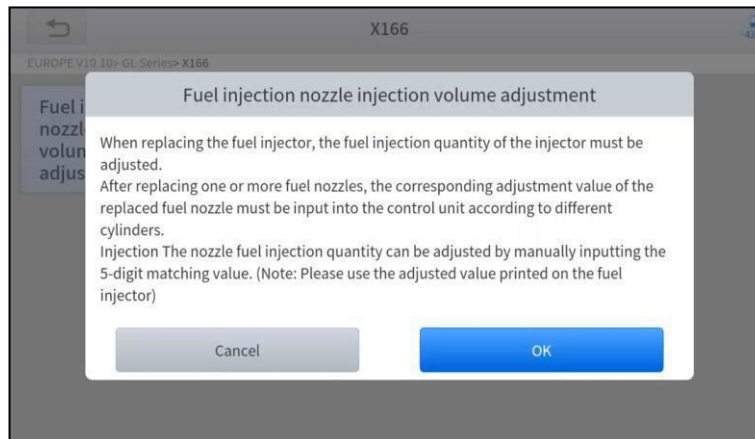 X166
EUROPE V10.10> GL Series> X166
Fuel i
nozzl
volun
adjus
Fuel injection nozzle injection volume adjustment
When replacing the fuel injector, the fuel injection quantity of the injector must be
adjusted.
After replacing one or more fuel nozzles, the corresponding adjustment value of the
replaced fuel nozzle must be input into the control unit according to different
cylinders.
Injection The nozzle fuel injection quantity can be adjusted by manually inputting the
5-digit matching value. (Note: Please use the adjusted value printed on the fuel
injector)
Cancel
OK